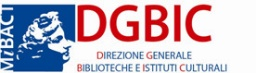 MiBACT
DGBIC
DIREZIONE GENERALE
BIBLIOTECHE E ISTITUTI CULTURALI